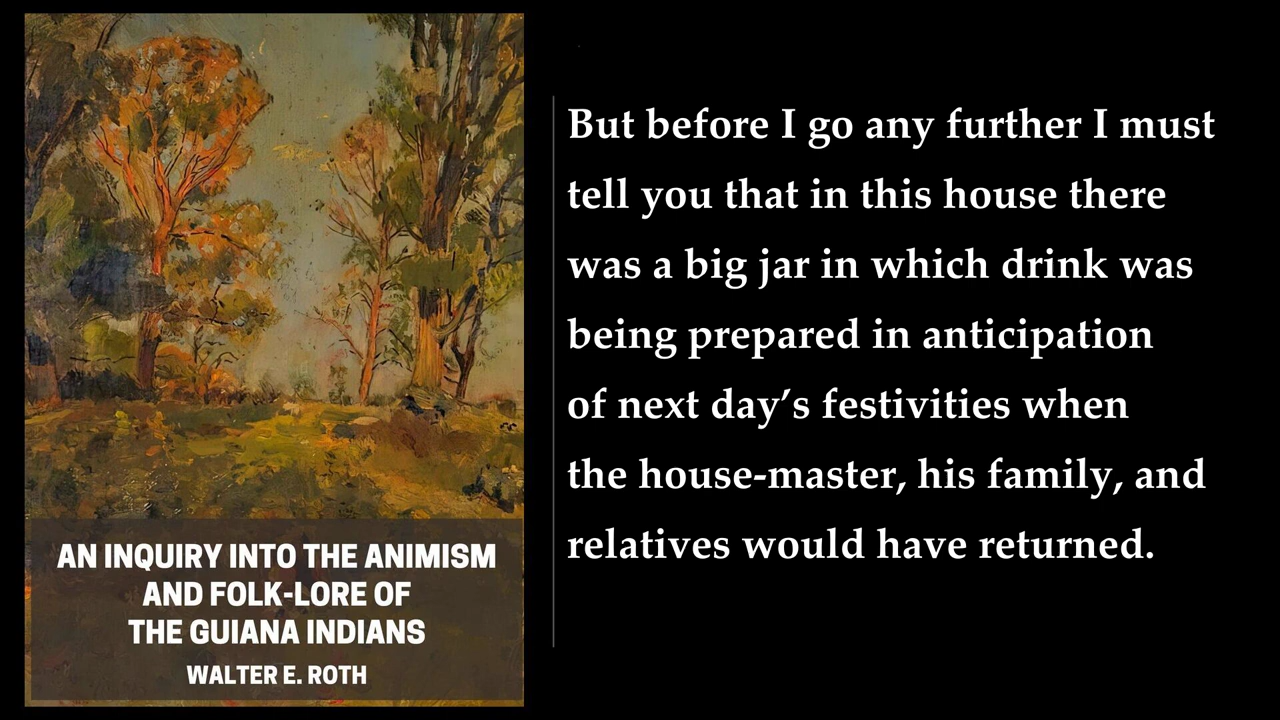 But before I go any further I must
tell you that in this house there
was a big jar in which drink was
being prepared in anticipation
of next day’s festivities when
the house-master, his family, and
relatives would have returned.
AN INQUIRY INTO THE ANIMISM
AND FOLK-LORE OF
THE GUIANA INDIANS
WALTER E. ROTH